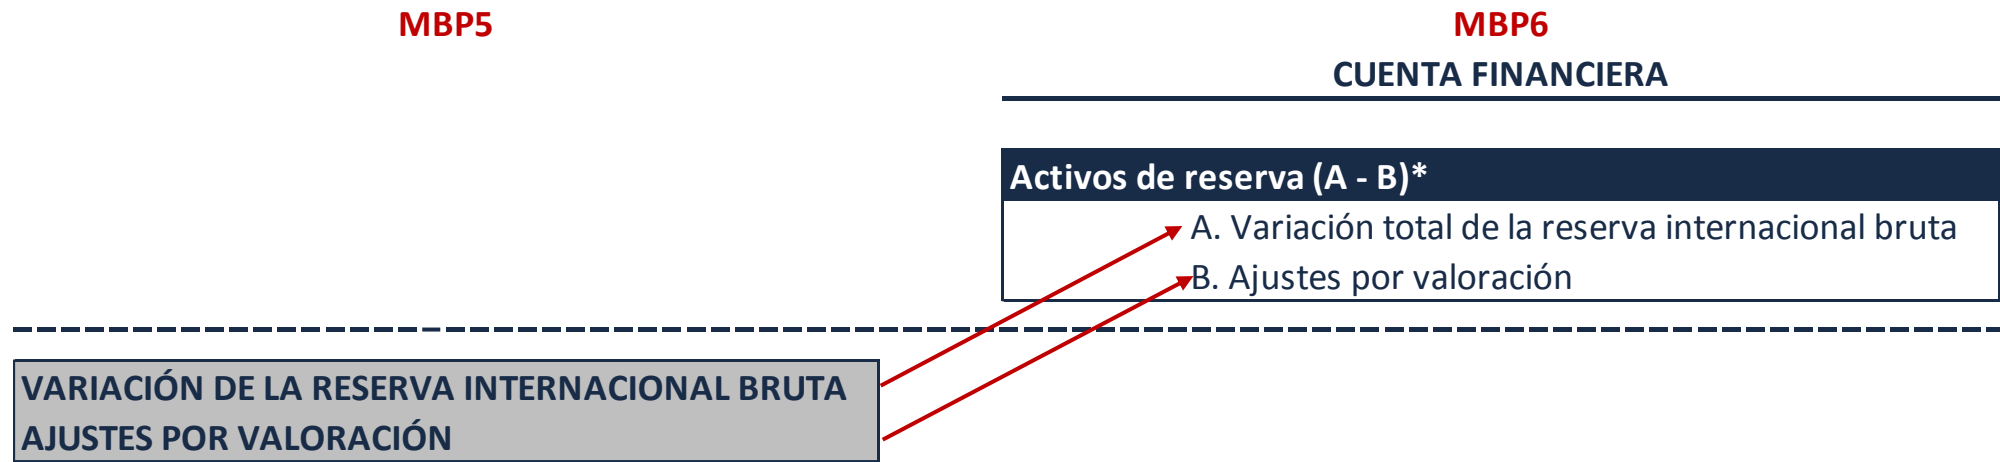 MBP5
MBP6
CUENTA FINANCIERA
Activos de reserva (A - B)*
A. Variación total de la reserva internacional bruta
B. Ajustes por valoración
VARIACIÓN DE LA RESERVA INTERNACIONAL BRUTA
AJUSTES POR VALORACIÓN